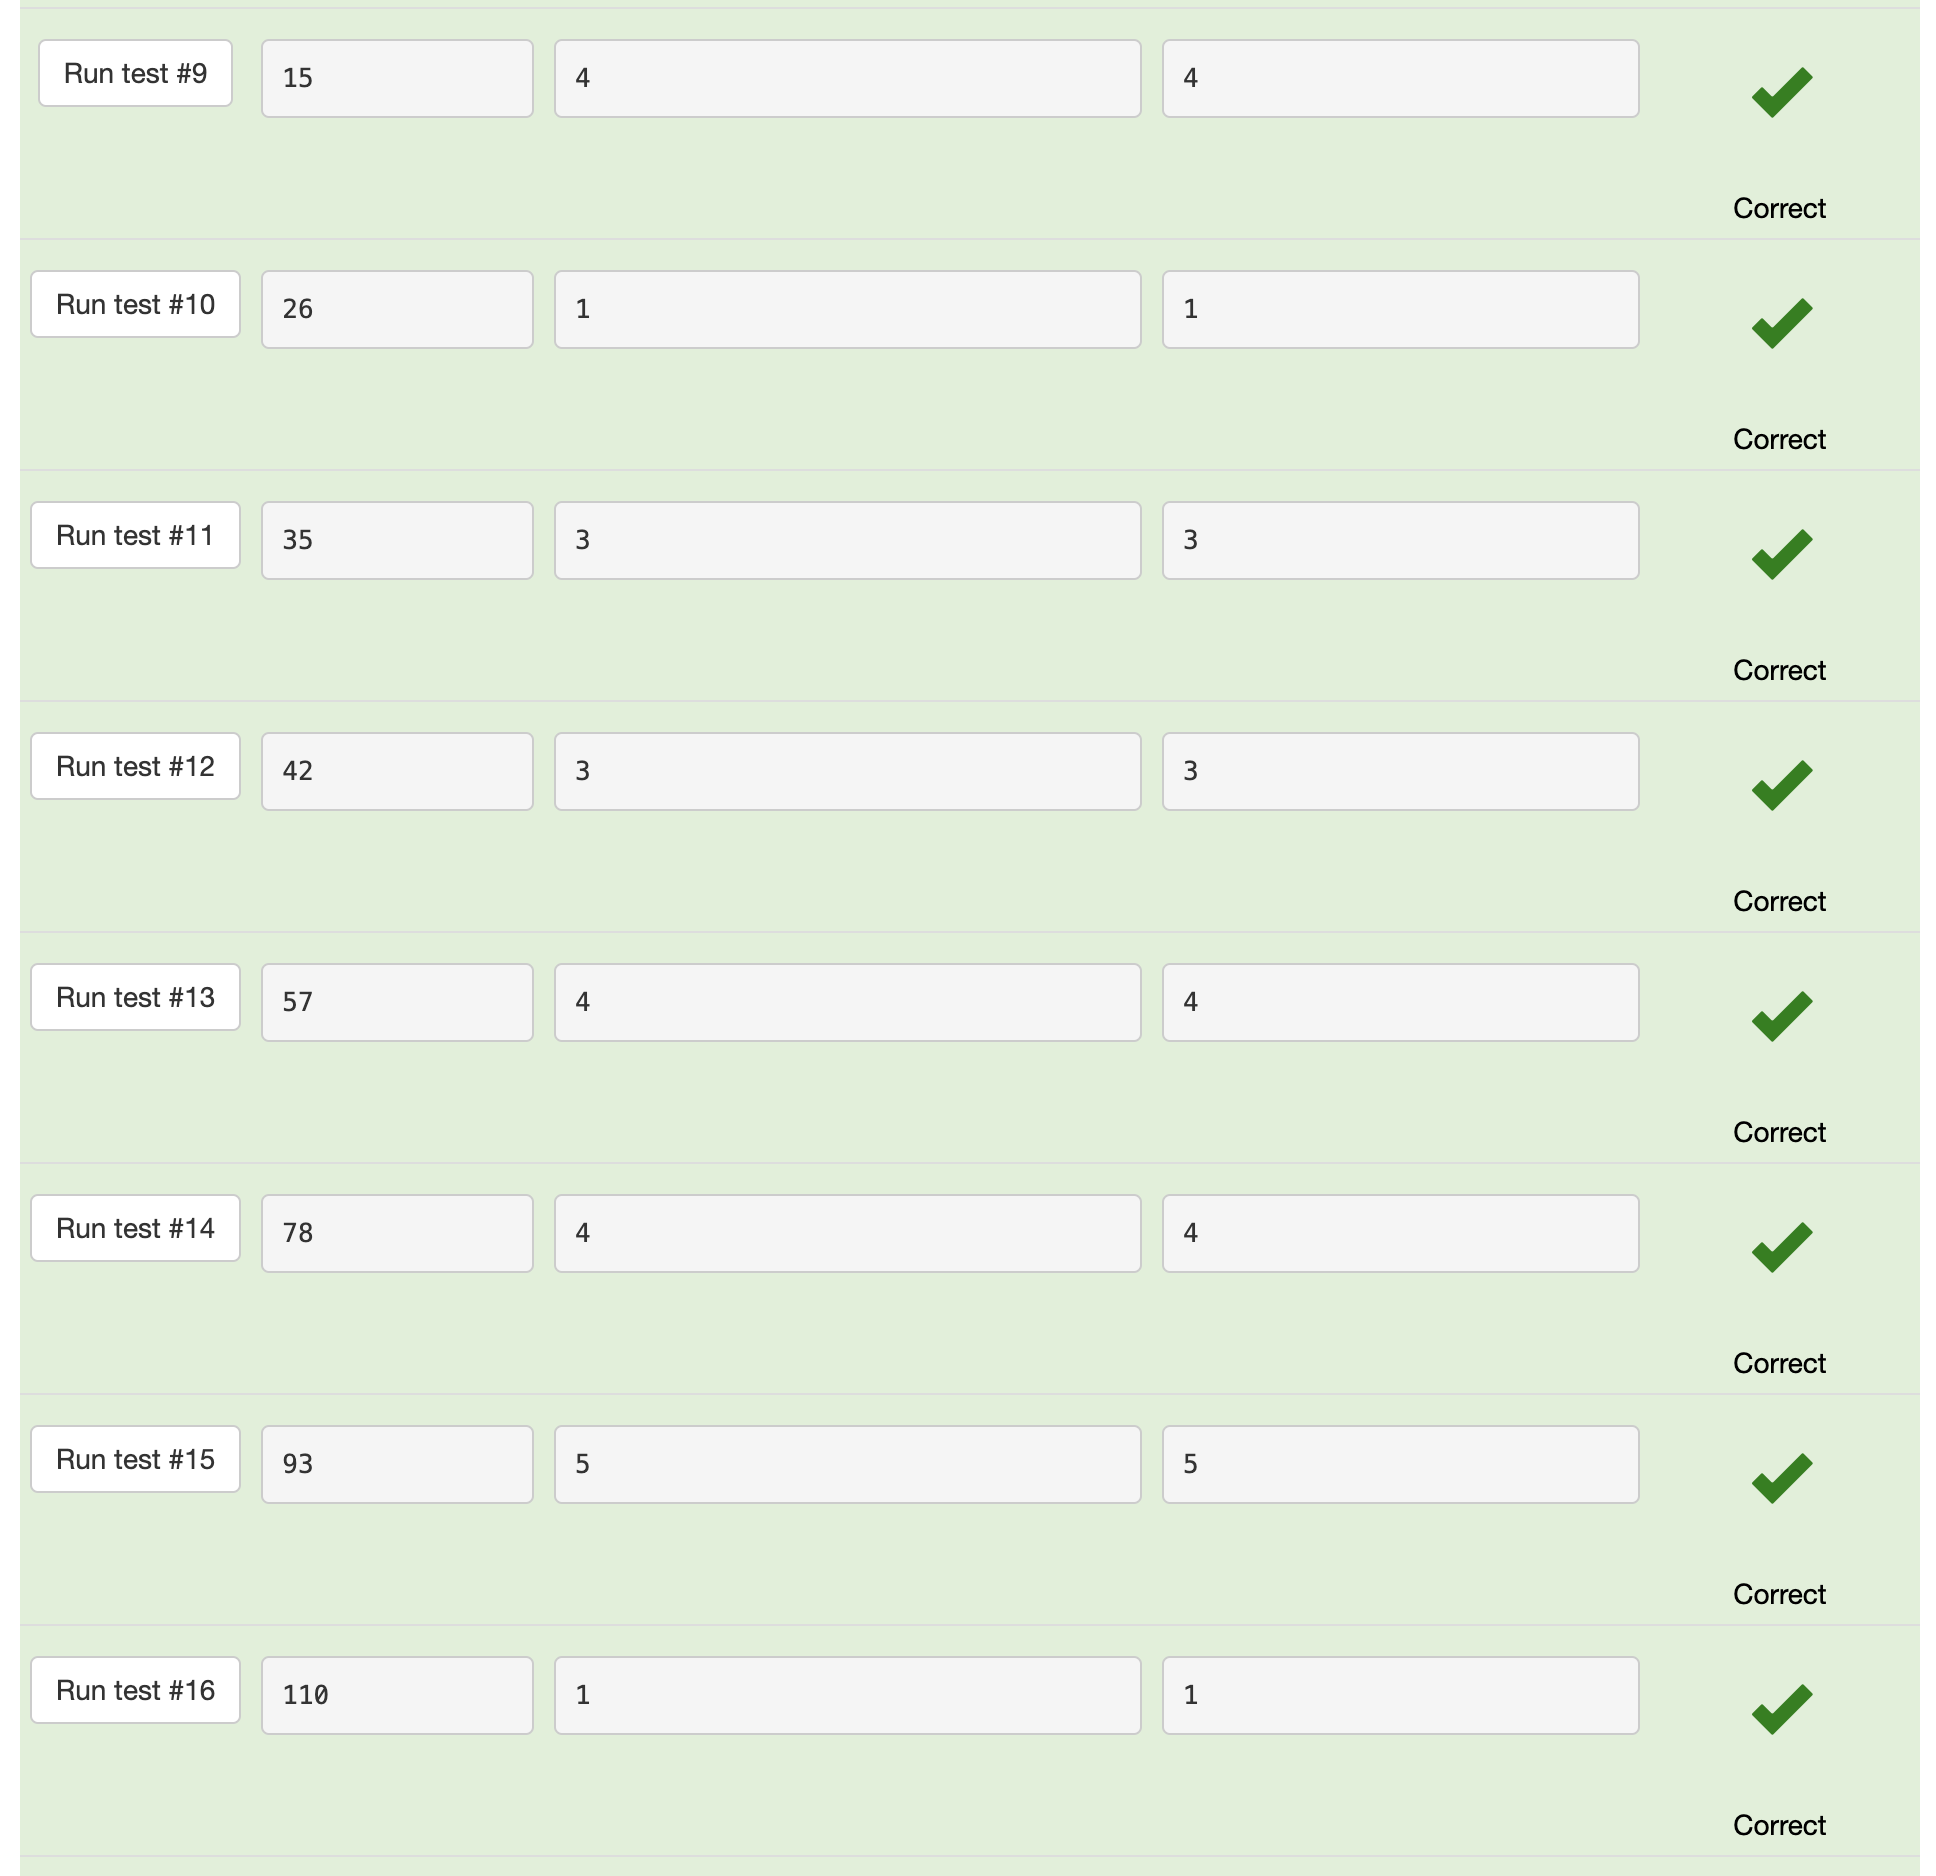 Run test #9 15 4 4
Correct
Run test #10 26 1 1
Correct
Run test #11 35 3 3
Correct
Run test #12 42 3 3
Correct
Run test #13 57 4 4
Correct
Run test #14 78 4 4
Correct
Run test #15 93 5 5
Correct
Run test #16 110 1 1
Correct